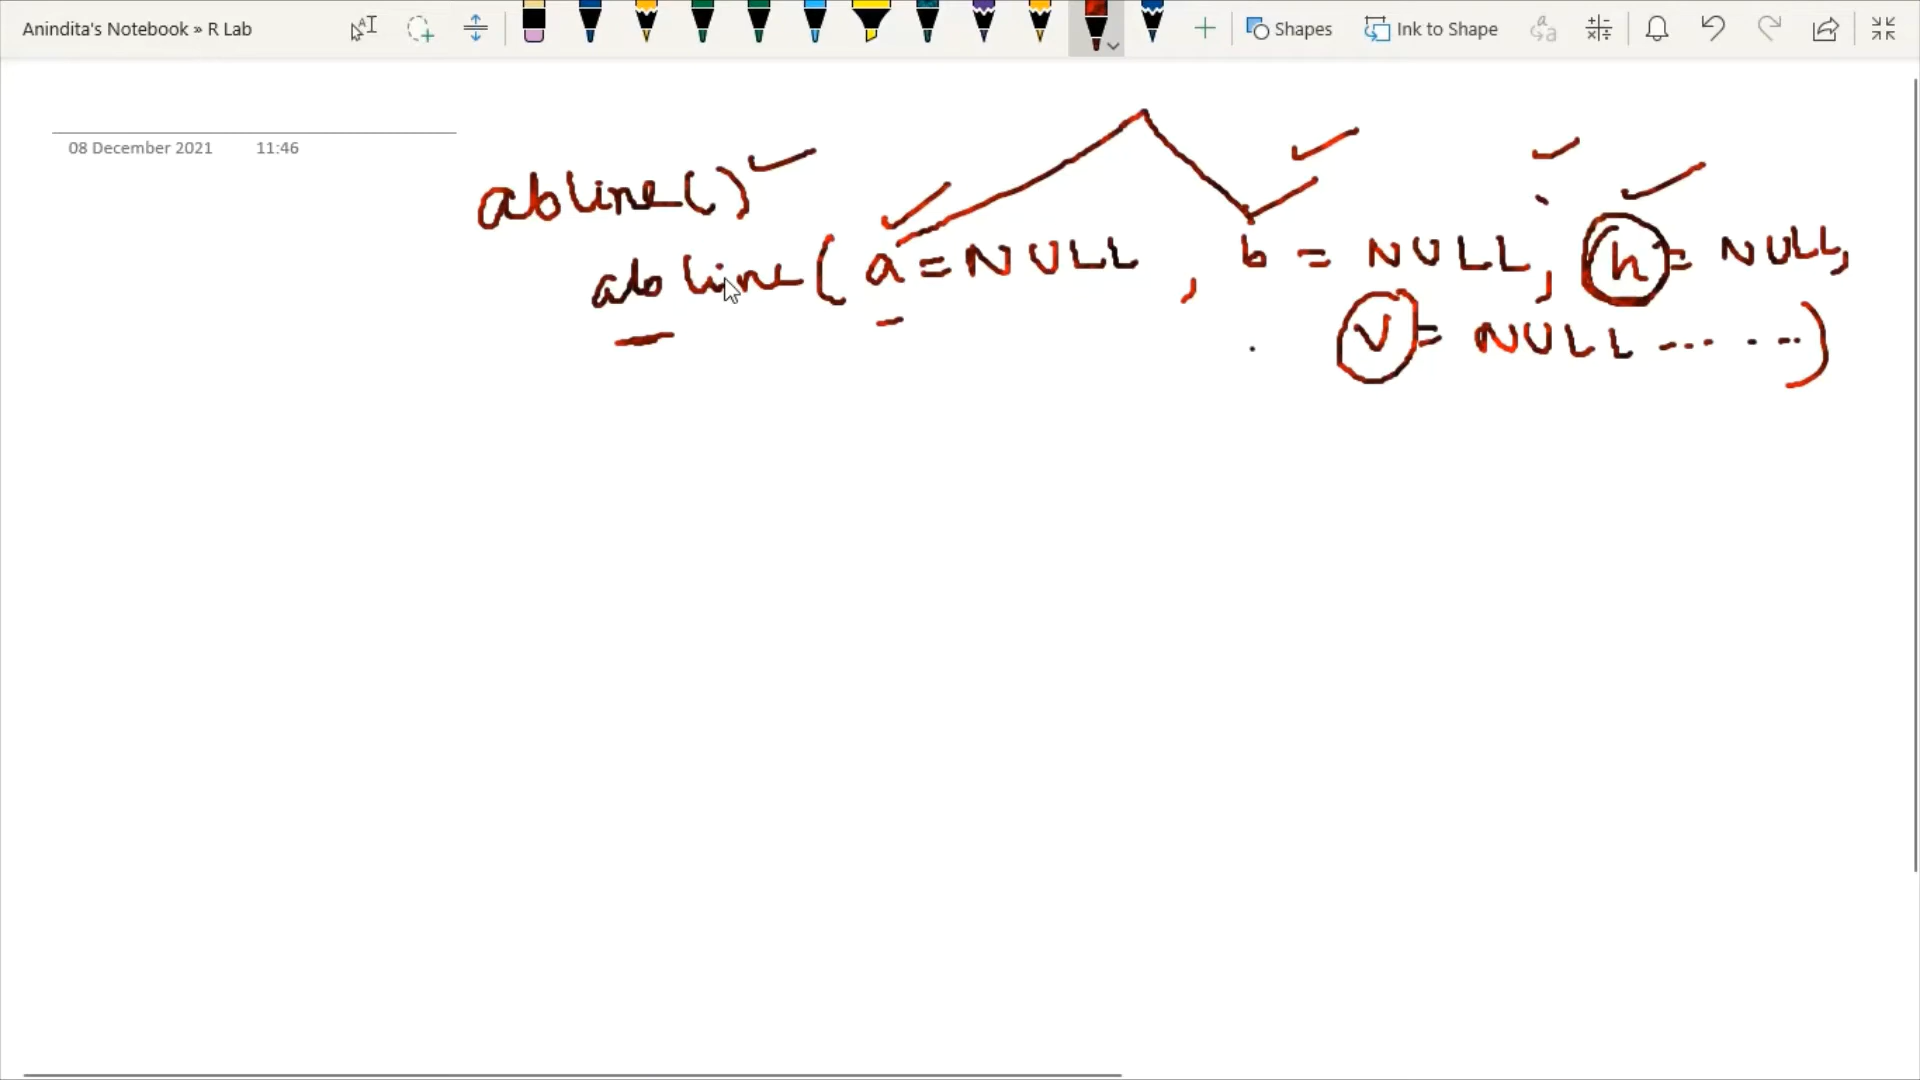 Anindita's Notebook » R Lab
Shapes
Ink to Shape
08 December 2021 11:46
abline()
abline( a = NULL , b = NULL, h = NULL,
v = NULL ... ...)